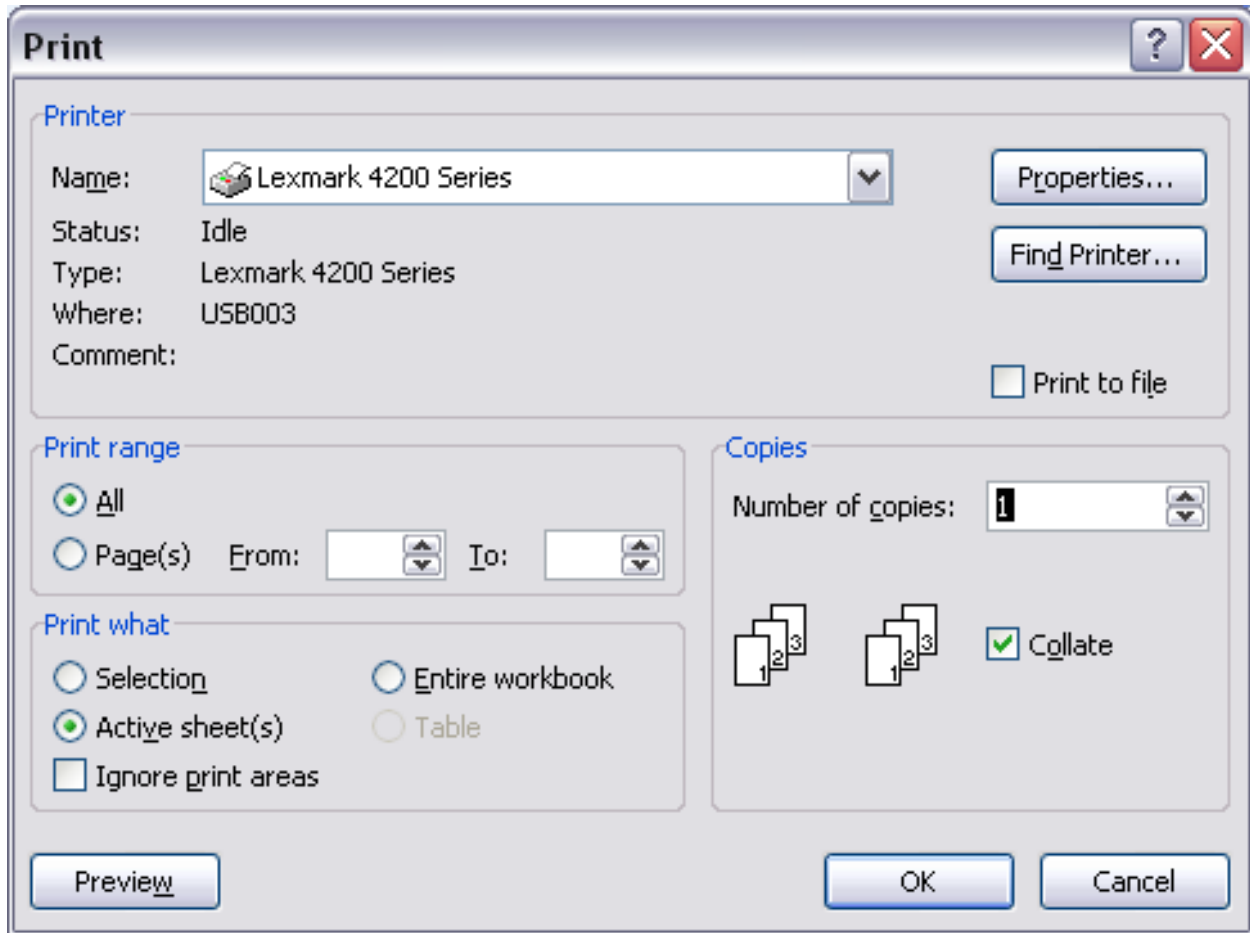 Print
Printer
Name: Lexmark 4200 Series Properties...
Status: Idle
Find Printer...
Type: Lexmark 4200 Series
Where: USB003
Comment:
Print to file
Print range
All
Page(s) From: To:
Copies
Number of copies: 1
1 2 3 1 2 3 Collate
Print what
Selection Entire workbook
Active sheet(s) Table
Ignore print areas
Preview OK Cancel